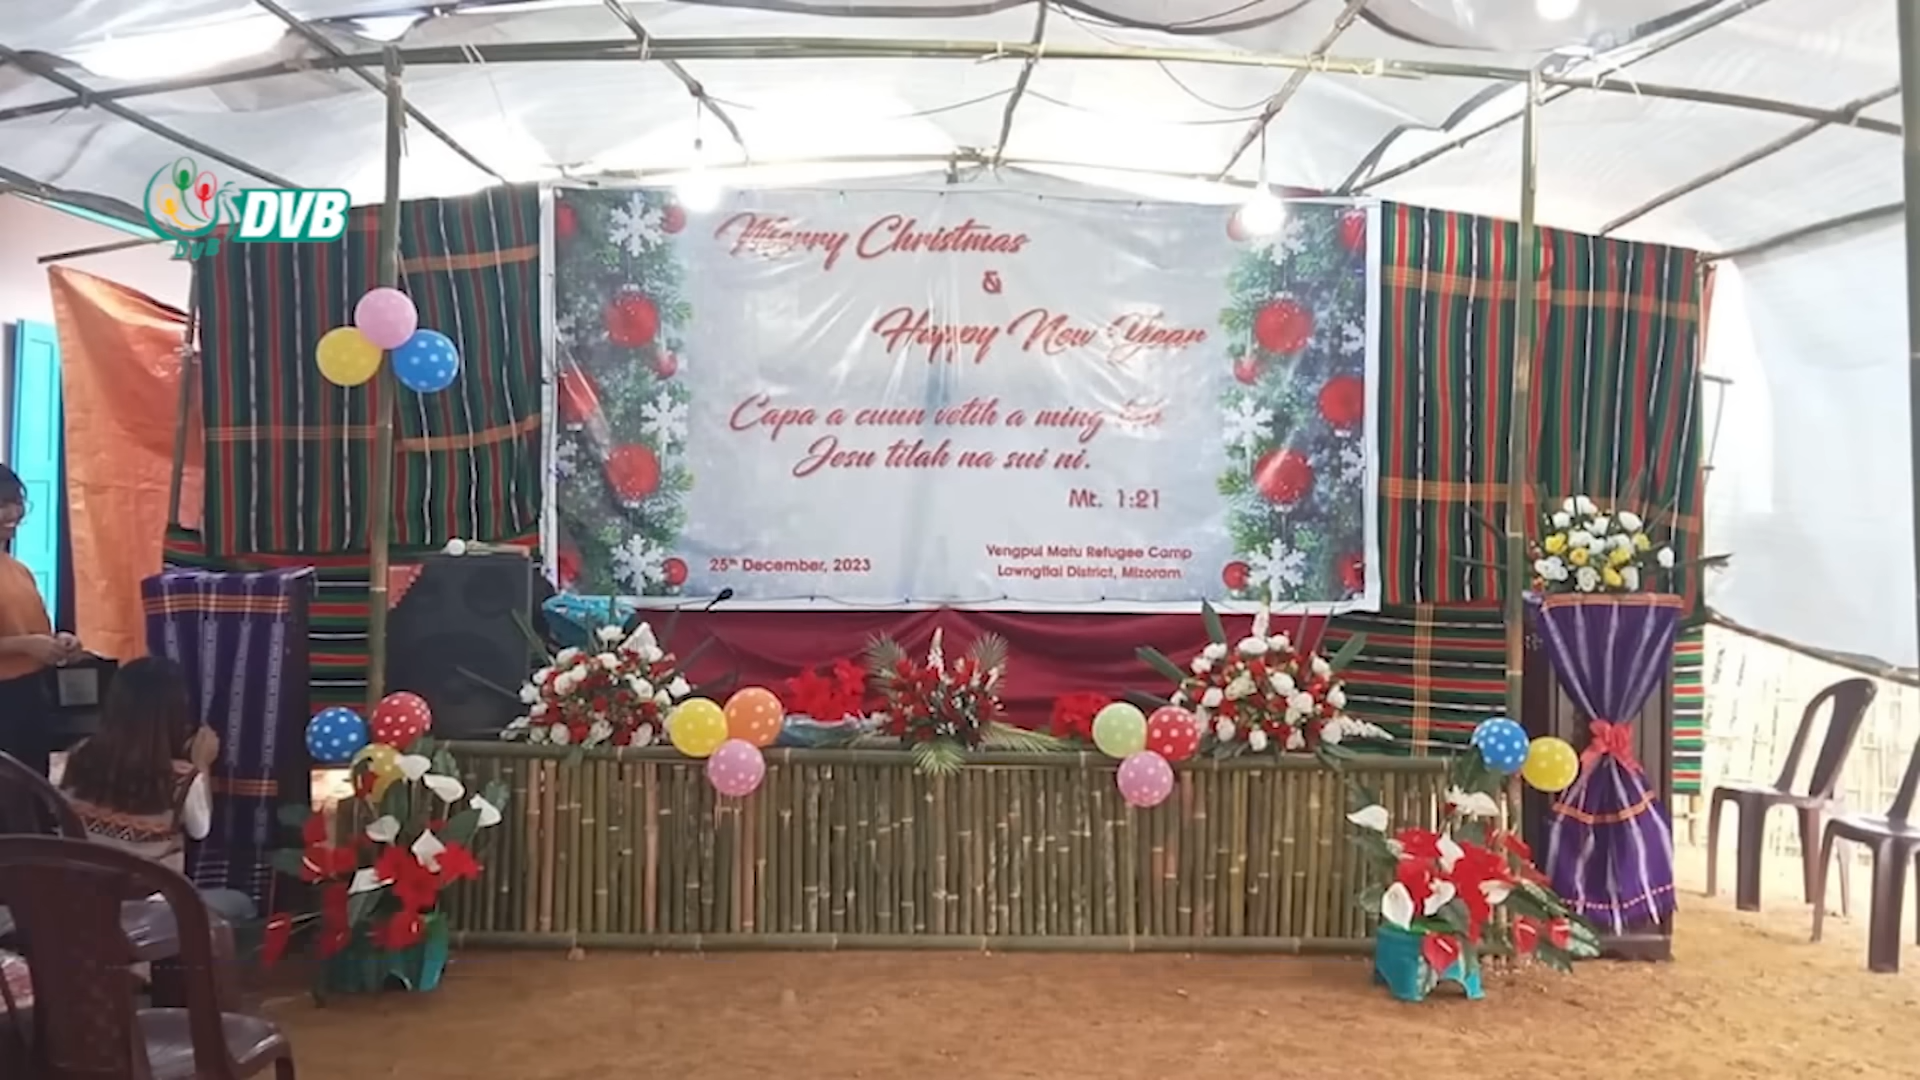 DVB
DVB
Merry Christmas
&
Happy New Year
Capa a cuun vetih a ming
Jesu tilah na sui ni.
Mt. 1:21
25th December, 2023
Vengpui Matu Refugee Camp
Lawngtlai District, Mizoram